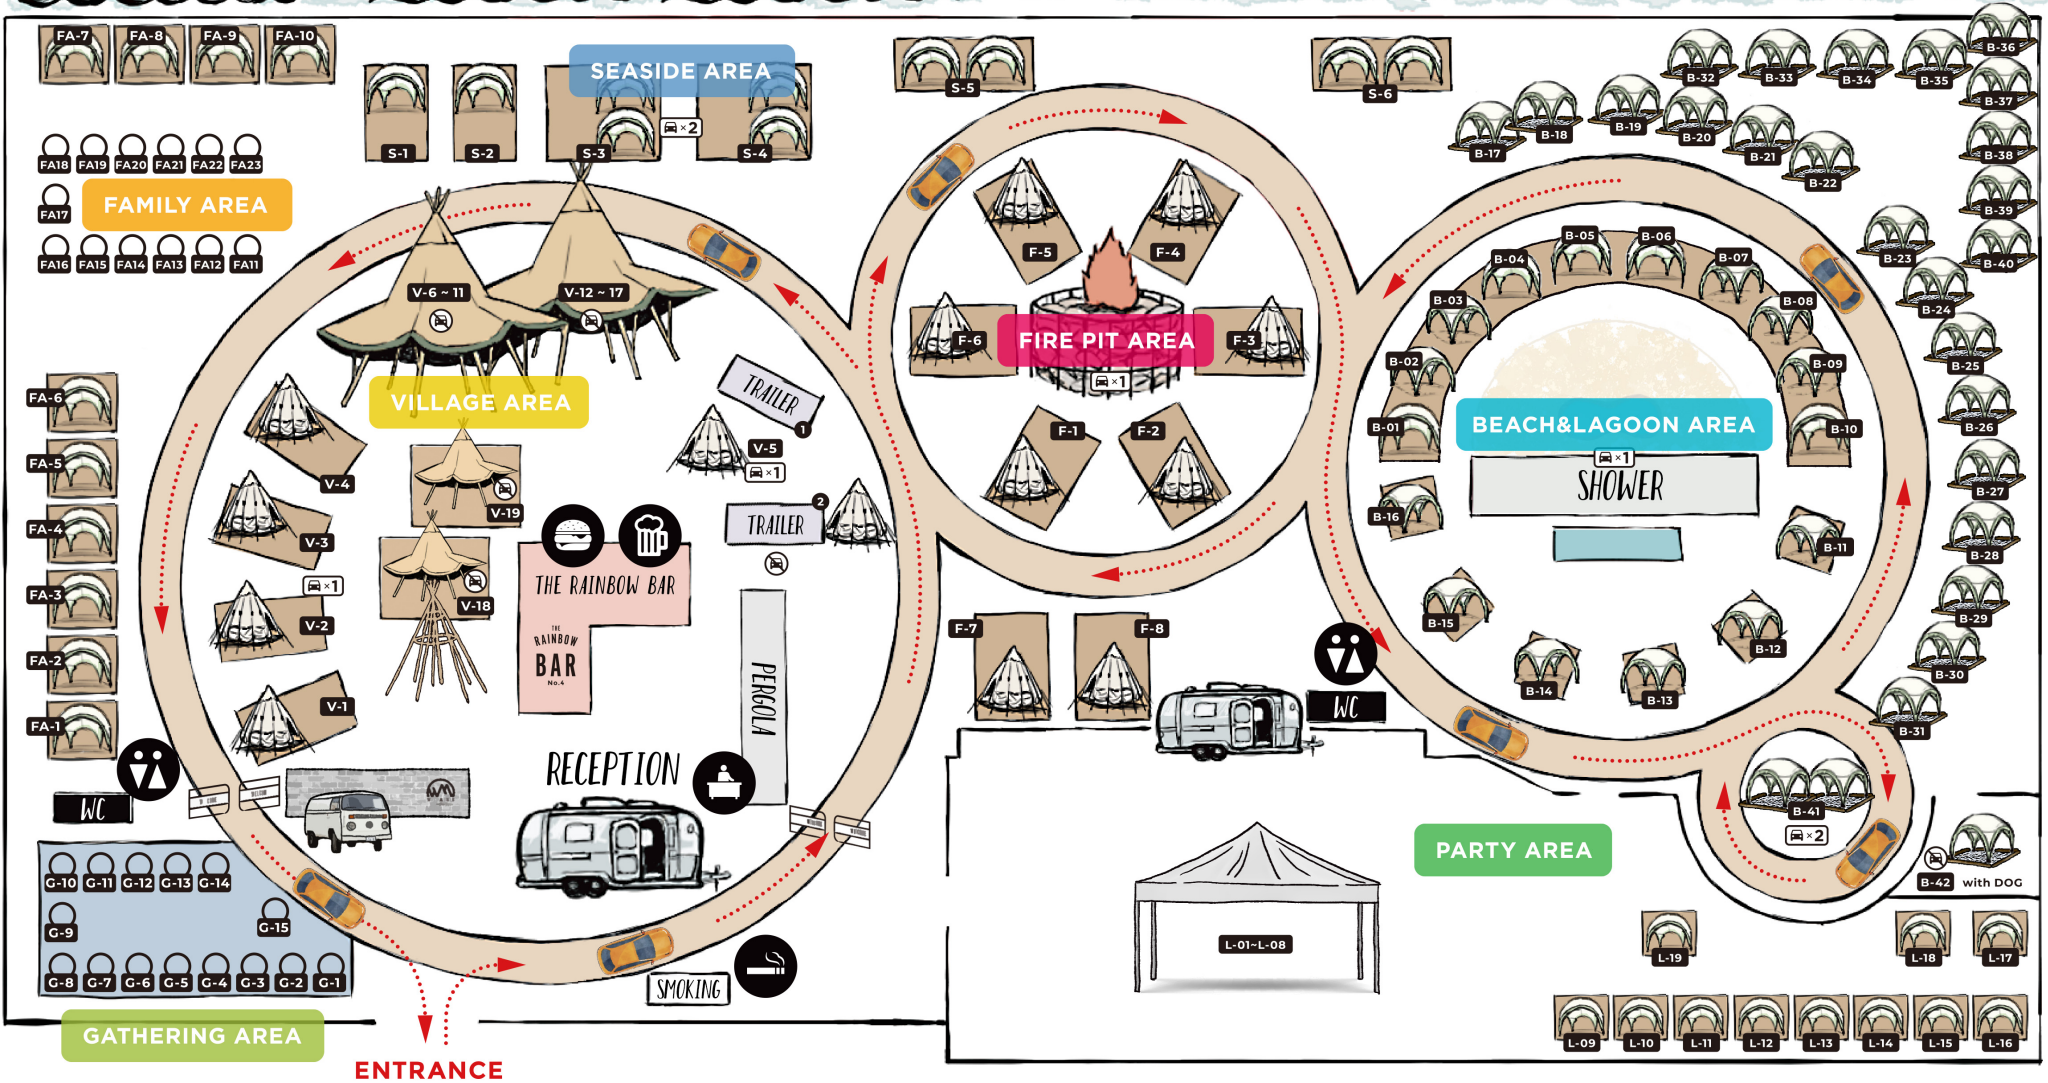 FA-7
FA-8
FA-9
FA-10
SEASIDE AREA
S-1
S-2
S-3
×2
S-4
S-5
S-6
B-36
B-32
B-33
B-34
B-35
B-37
B-17
B-18
B-19
B-20
B-21
B-22
B-38
B-39
B-23
B-40
B-24
B-25
B-26
B-27
B-28
B-29
B-30
B-31
FA18
FA19
FA20
FA21
FA22
FA23
FA17
FAMILY AREA
FA16
FA15
FA14
FA13
FA12
FA11
FA-6
FA-5
FA-4
FA-3
FA-2
FA-1
V-6 ~ 11
V-12 ~ 17
VILLAGE AREA
TRAILER
1
V-5
×1
V-4
V-19
TRAILER
2
V-3
×1
V-18
V-2
V-1
THE RAINBOW BAR
THE
RAINBOW
BAR
No.4
PERGOLA
RECEPTION
WC
F-5
F-4
F-6
FIRE PIT AREA
F-3
×1
F-1
F-2
F-7
F-8
WC
B-05
B-06
B-04
B-07
B-03
B-08
B-02
B-09
B-01
BEACH&LAGOON AREA
B-10
×1
SHOWER
B-16
B-11
B-15
B-12
B-14
B-13
B-41
×2
B-42
with DOG
PARTY AREA
L-01~L-08
L-19
L-18
L-17
L-09
L-10
L-11
L-12
L-13
L-14
L-15
L-16
G-10
G-11
G-12
G-13
G-14
G-9
G-15
G-8
G-7
G-6
G-5
G-4
G-3
G-2
G-1
SMOKING
GATHERING AREA
ENTRANCE